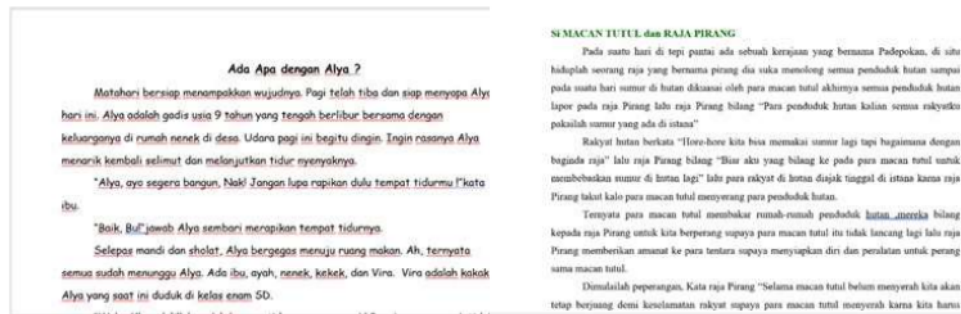 Ada Apa dengan Alya ?
Matahari bersiap menampakkan wujudnya. Pagi telah tiba dan siap menyapa Alya
hari ini. Alya adalah gadis usia 9 tahun yang tengah berlibur bersama dengan
keluarganya di rumah nenek di desa. Udara pagi ini begitu dingin. Ingin rasanya Alya
menarik kembali selimut dan melanjutkan tidur nyenyaknya.
"Alya, ayo segera bangun, Nak! Jangan lupa rapikan dulu tempat tidurmu !"kata
ibu.
"Baik, Bu!"jawab Alya sembari merapikan tempat tidurnya.
Selepas mandi dan sholat, Alya bergegas menuju ruang makan. Ah, ternyata
semua sudah menunggu Alya. Ada ibu, ayah, nenek, kekek, dan Vira. Vira adalah kakak
Alya yang saat ini duduk di kelas enam SD.
Si MACAN TUTUL dan RAJA PIRANG
Pada suatu hari di tepi pantai ada sebuah kerajaan yang bernama Padepokan, di situ
hiduplah seorang raja yang bernama pirang dia suka menolong semua penduduk hutan sampai
pada suatu hari sumur di hutan dikuasai oleh para macan tutul akhirnya semua penduduk hutan
lapor pada raja Pirang lalu raja Pirang bilang "Para penduduk hutan kalian semua rakyatku
pakailah sumur yang ada di istana"
Rakyat hutan berkata "Hore-hore kita bisa memakai sumur lagi tapi bagaimana dengan
baginda raja" lalu raja Pirang bilang "Biar aku yang bilang ke pada para macan tutul untuk
membebaskan sumur di hutan lagi" lalu para rakyat di hutan diajak tinggal di istana karna raja
Pirang takut kalo para macan tutul menyerang para penduduk hutan.
Ternyata para macan tutul membakar rumah-rumah penduduk hutan ,mereka bilang
kepada raja Pirang untuk kita berperang supaya para macan tutul itu tidak lancang lagi lalu raja
Pirang memberikan amanat ke para tentara supaya menyiapkan diri dan peralatan untuk perang
sama macan tutul.
Dimulailah peperangan, Kata raja Pirang "Selama macan tutul belum menyerah kita akan
tetap berjuang demi keselamatan rakyat supaya para macan tutul menyerah karna kita harus